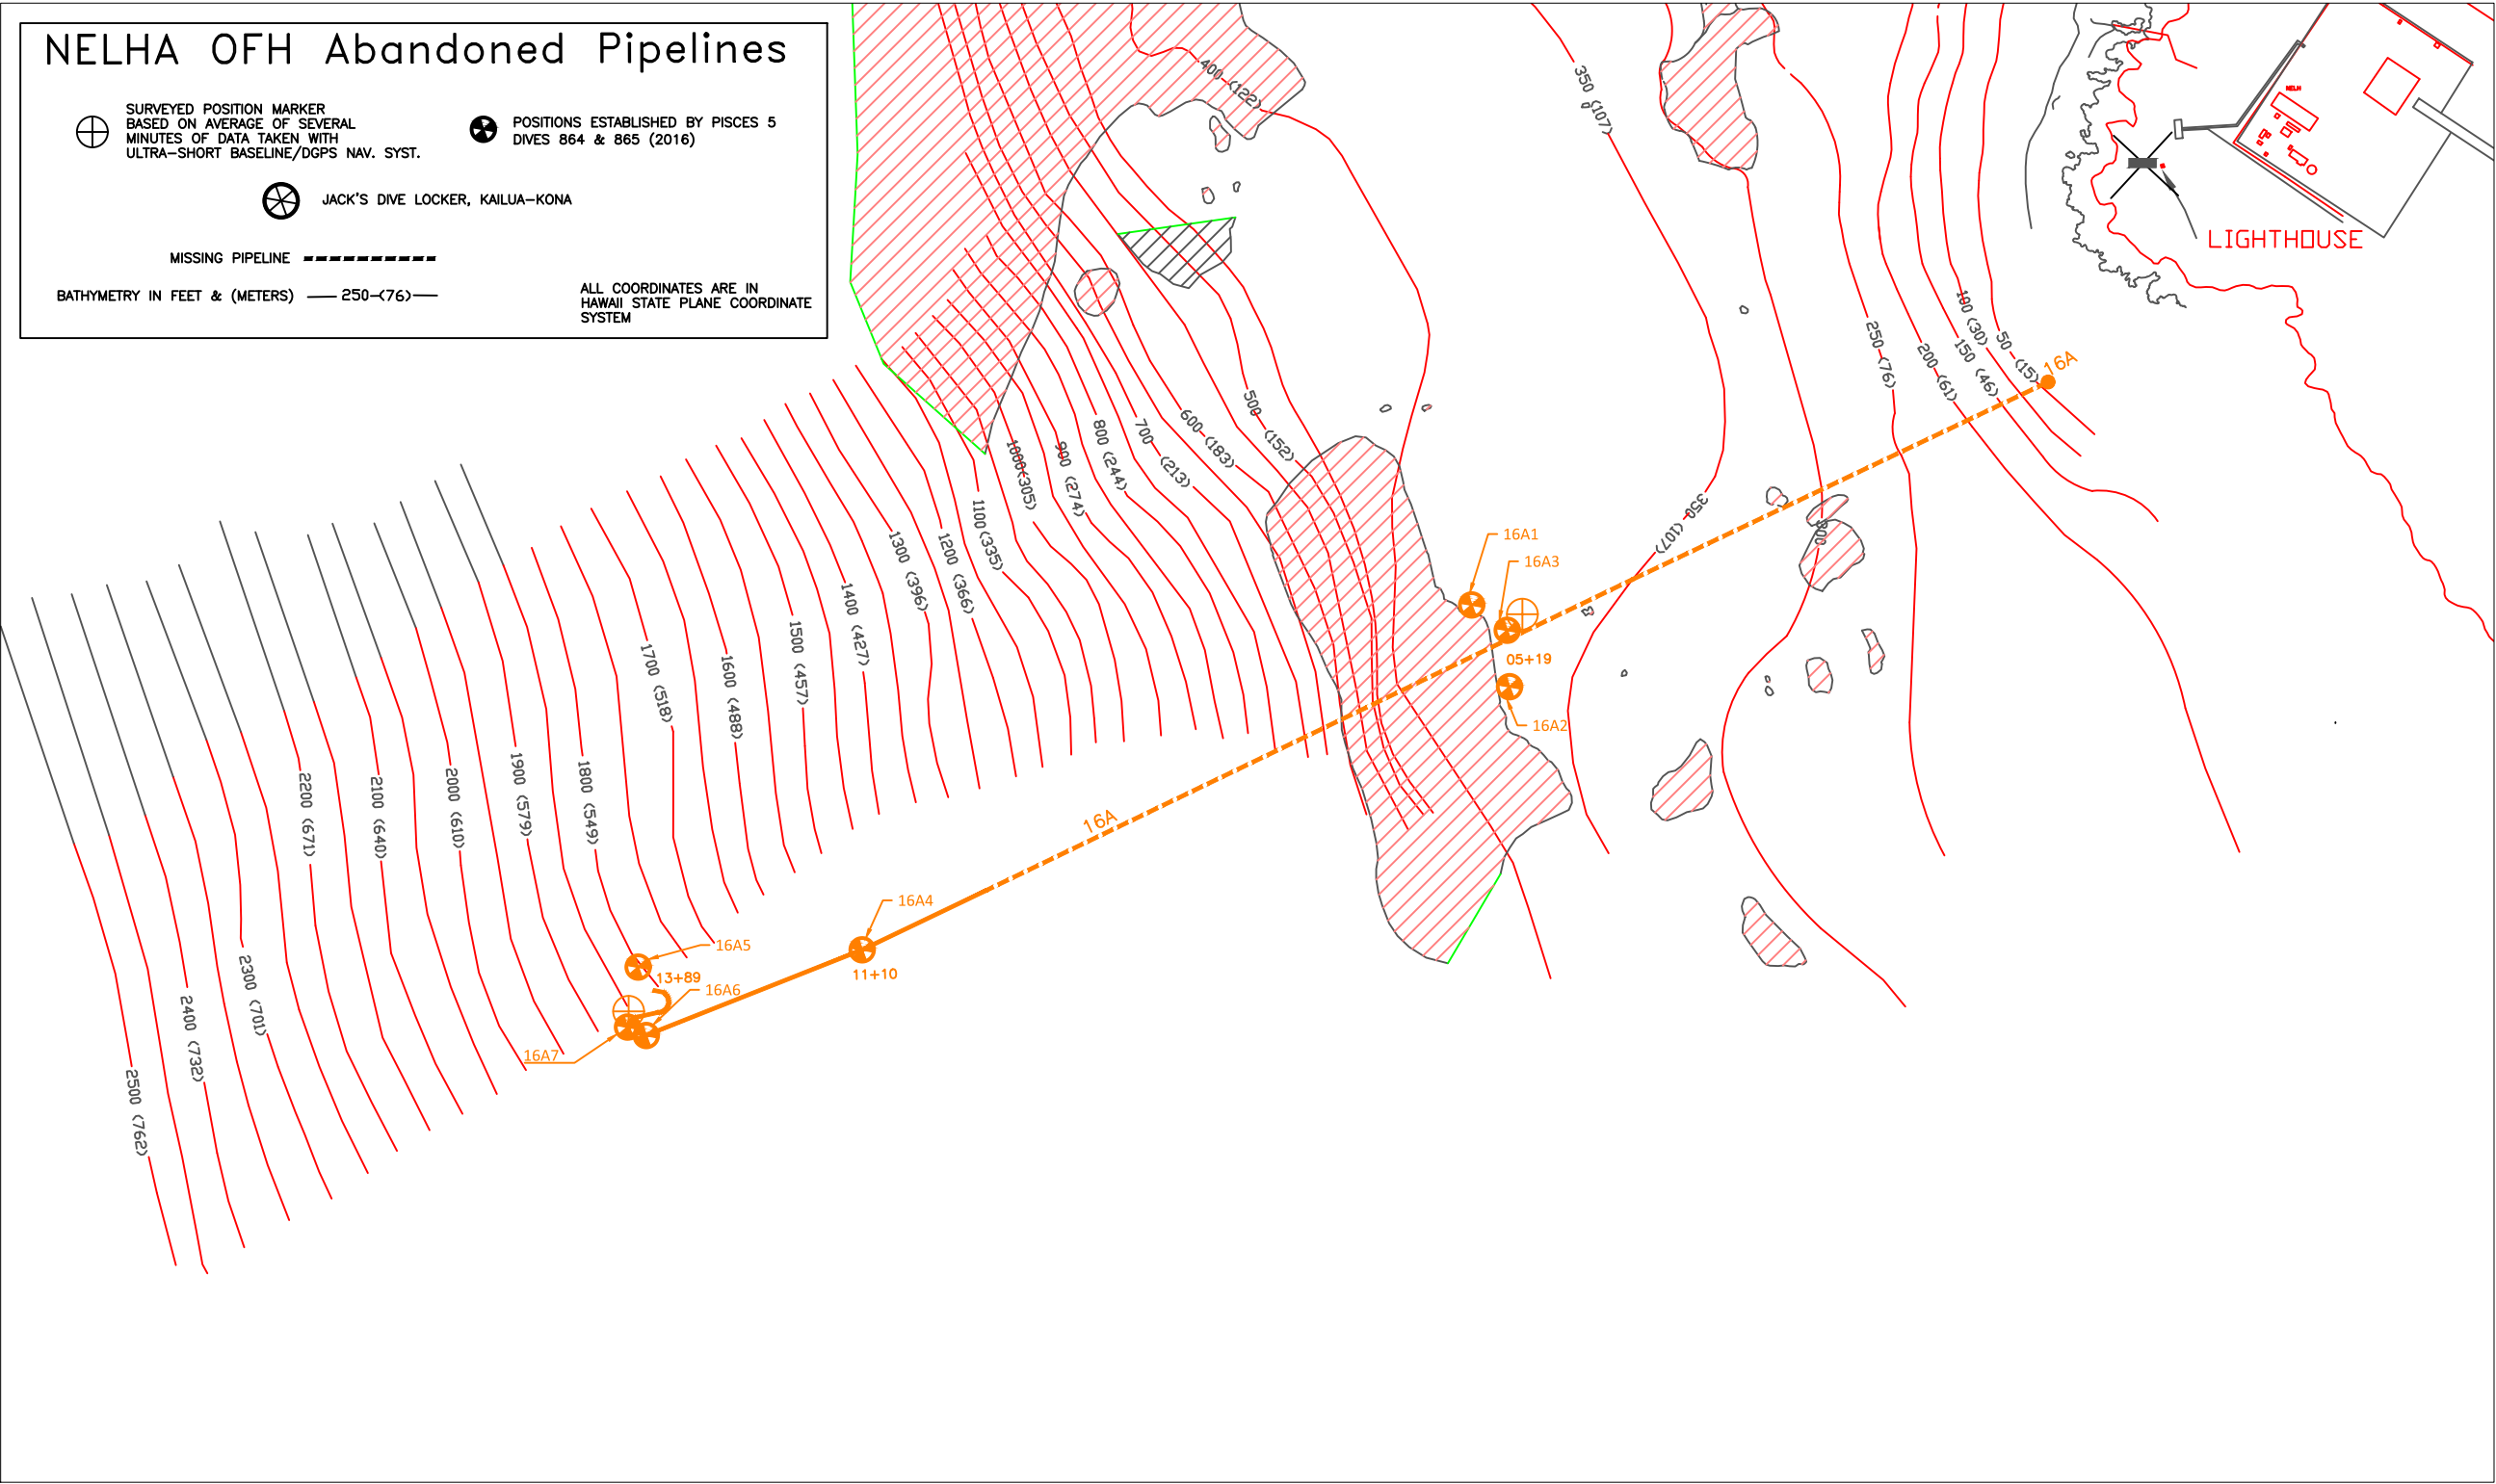 NELHA OFH Abandoned Pipelines
SURVEYED POSITION MARKER
BASED ON AVERAGE OF SEVERAL
MINUTES OF DATA TAKEN WITH
ULTRA-SHORT BASELINE/DGPS NAV. SYST.
POSITIONS ESTABLISHED BY PISCES 5
DIVES 864 & 865 (2016)
JACK'S DIVE LOCKER, KAILUA-KONA
MISSING PIPELINE
BATHYMETRY IN FEET & (METERS)
250-(76)
ALL COORDINATES ARE IN
HAWAII STATE PLANE COORDINATE
SYSTEM
400 (122)
350 (107)
NELH
LIGHTHOUSE
100 (30)
50 (15)
150 (46)
200 (61)
250 (76)
16A
300
350 (107)
500 (152)
600 (183)
700 (213)
800 (244)
900 (274)
1000(305)
1100(335)
1200 (366)
1300 (396)
1400 (427)
1500 (457)
1600 (488)
1700 (518)
1800 (549)
1900 (579)
2000 (610)
2100 (640)
2200 (671)
2300 (701)
2400 (732)
2500 (762)
16A1
16A3
05+19
16A2
16A
16A4
11+10
16A5
13+89
16A6
16A7